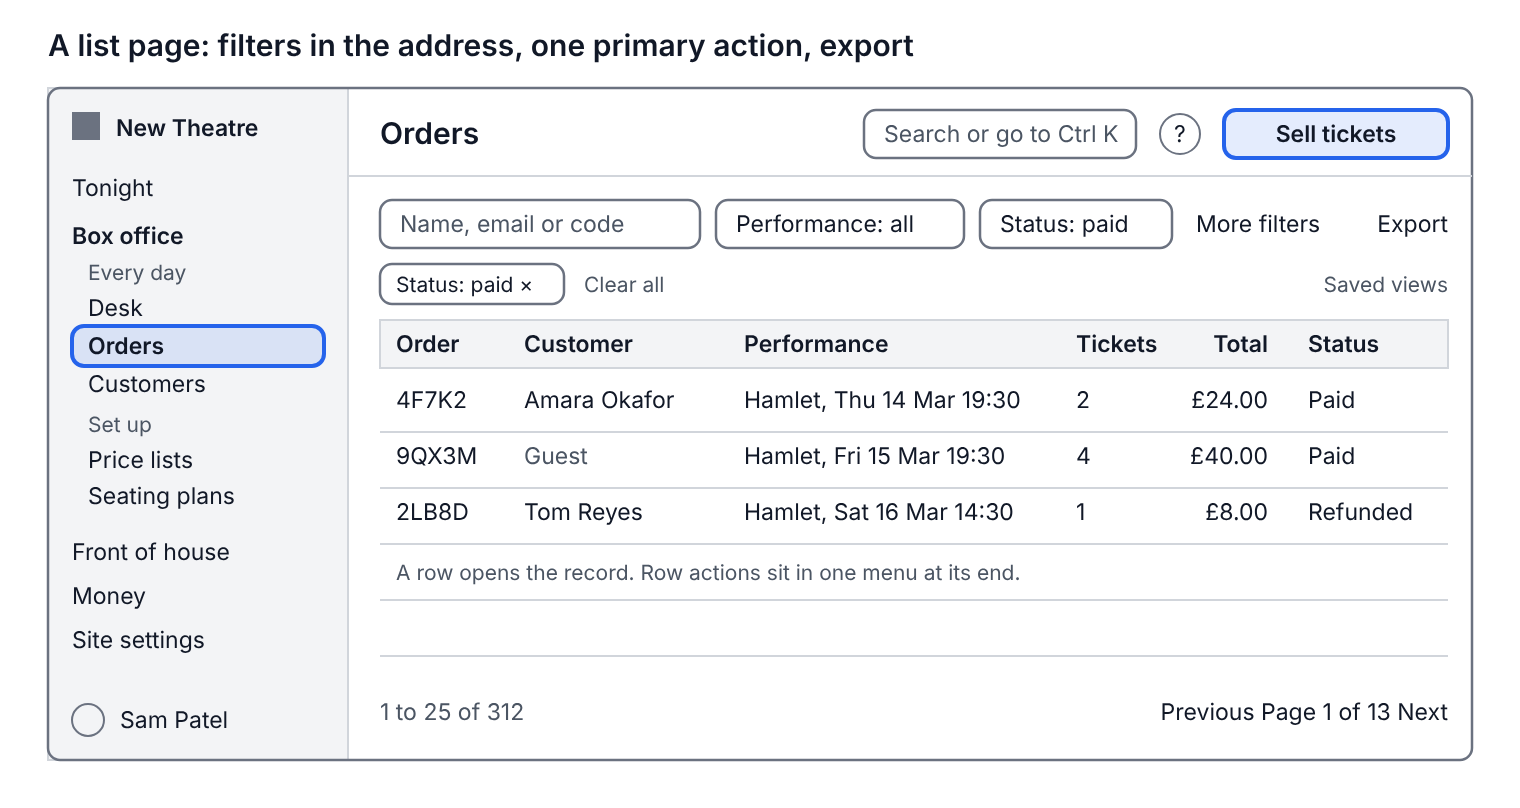 A list page: filters in the address, one primary action, export
New Theatre
Tonight
Box office
Every day
Desk
Orders
Customers
Set up
Price lists
Seating plans
Front of house
Money
Site settings
Sam Patel
Orders
Search or go to Ctrl K
?
Sell tickets
Name, email or code
Performance: all
Status: paid
More filters
Export
Status: paid ×
Clear all
Saved views
Order Customer Performance Tickets Total Status
4F7K2 Amara Okafor Hamlet, Thu 14 Mar 19:30 2 £24.00 Paid
9QX3M Guest Hamlet, Fri 15 Mar 19:30 4 £40.00 Paid
2LB8D Tom Reyes Hamlet, Sat 16 Mar 14:30 1 £8.00 Refunded
A row opens the record. Row actions sit in one menu at its end.
1 to 25 of 312
Previous Page 1 of 13 Next